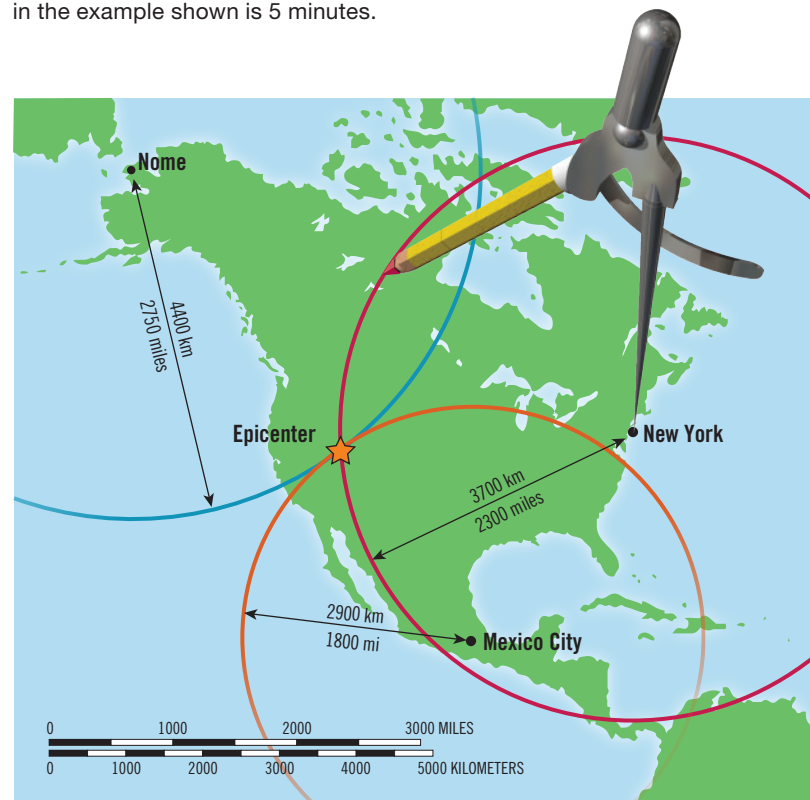 in the example shown is 5 minutes.
Nome
4400 km
2750 miles
Epicenter
New York
3700 km
2300 miles
2900 km
1800 mi
Mexico City
0 1000 2000 3000 MILES
0 1000 2000 3000 4000 5000 KILOMETERS